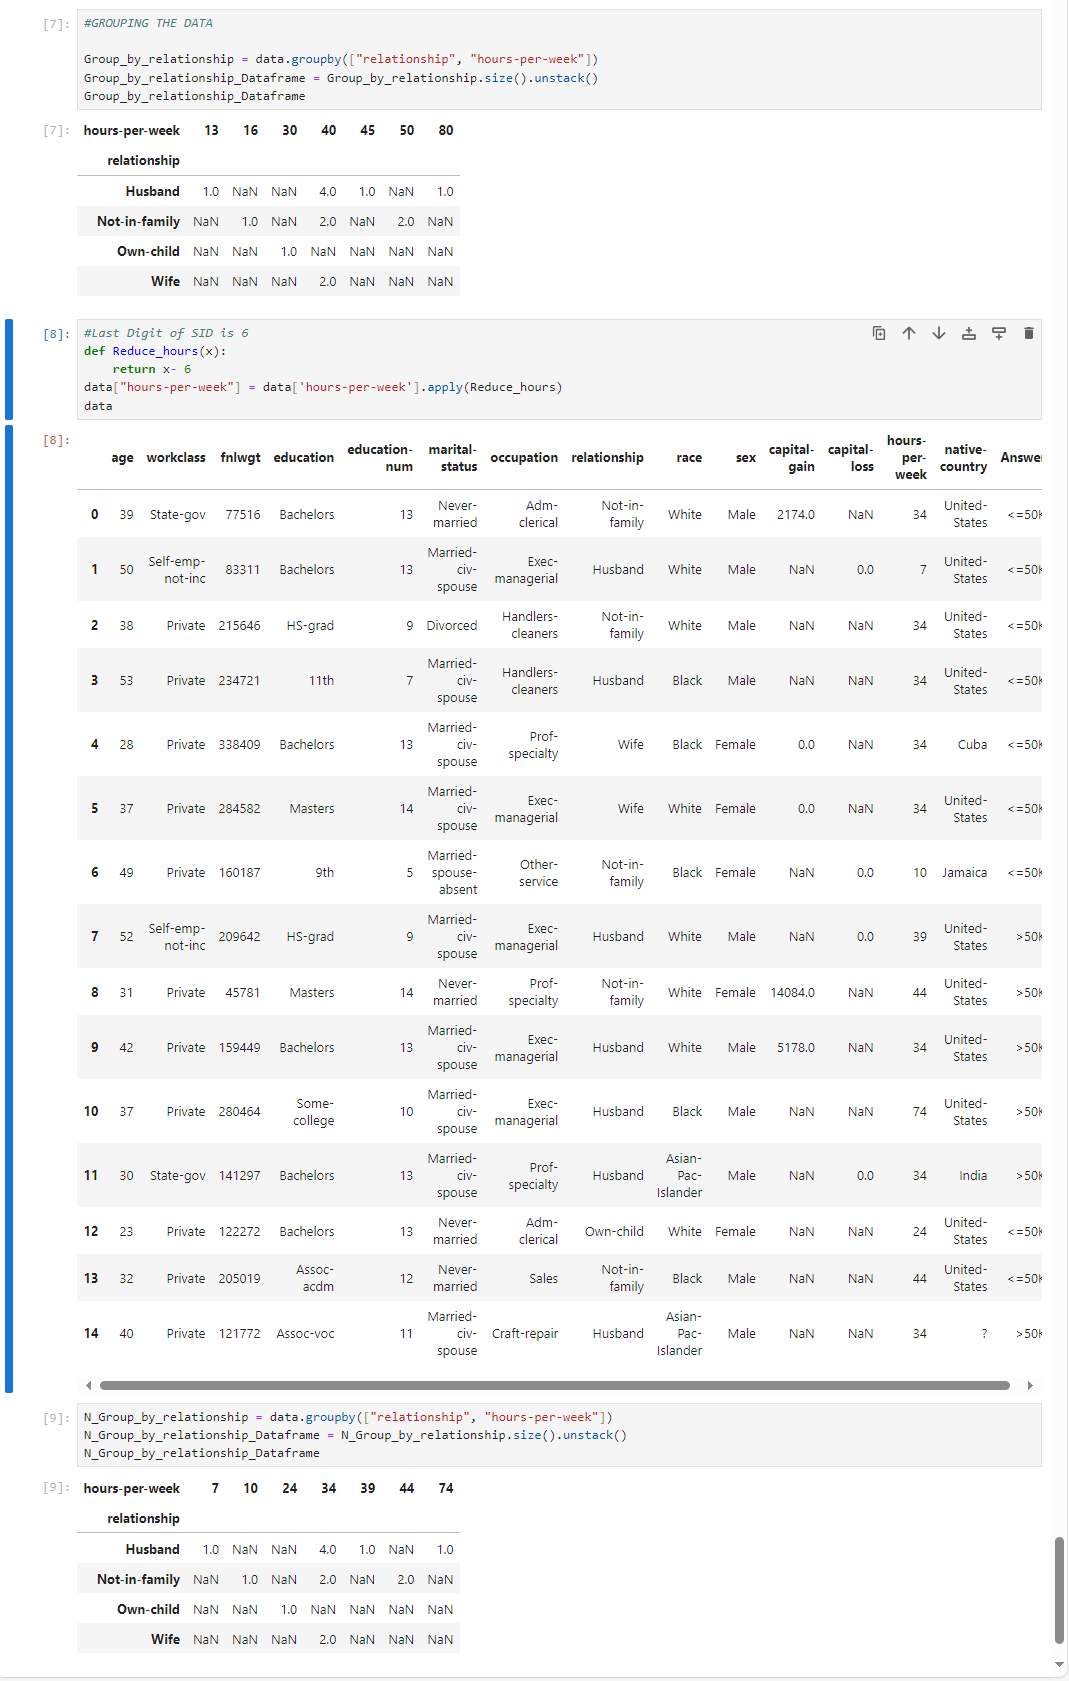 [7]: #GROUPING THE DATA
Group_by_relationship = data.groupby(["relationship", "hours-per-week"])
Group_by_relationship_Dataframe = Group_by_relationship.size().unstack()
Group_by_relationship_Dataframe
[7]: hours-per-week 13 16 30 40 45 50 80
relationship
Husband 1.0 NaN NaN 4.0 1.0 NaN 1.0
Not-in-family NaN 1.0 NaN 2.0 NaN 2.0 NaN
Own-child NaN NaN 1.0 NaN NaN NaN NaN
Wife NaN NaN NaN 2.0 NaN NaN NaN
[8]: #Last Digit of SID is 6
def Reduce_hours(x):
return x- 6
data["hours-per-week"] = data['hours-per-week'].apply(Reduce_hours)
data
[8]: age workclass fnlwgt education education-num marital-status occupation relationship race sex capital-gain capital-loss hours-per-week native-country Answer
0 39 State-gov 77516 Bachelors 13 Never-married Adm-clerical Not-in-family White Male 2174.0 NaN 34 United-States <=50K
1 50 Self-emp-not-inc 83311 Bachelors 13 Married-civ-spouse Exec-managerial Husband White Male NaN 0.0 7 United-States <=50K
2 38 Private 215646 HS-grad 9 Divorced Handlers-cleaners Not-in-family White Male NaN NaN 34 United-States <=50K
3 53 Private 234721 11th 7 Married-civ-spouse Handlers-cleaners Husband Black Male NaN NaN 34 United-States <=50K
4 28 Private 338409 Bachelors 13 Married-civ-spouse Prof-specialty Wife Black Female 0.0 NaN 34 Cuba <=50K
5 37 Private 284582 Masters 14 Married-civ-spouse Exec-managerial Wife White Female 0.0 NaN 34 United-States <=50K
6 49 Private 160187 9th 5 Married-spouse-absent Other-service Not-in-family Black Female NaN 0.0 10 Jamaica <=50K
7 52 Self-emp-not-inc 209642 HS-grad 9 Married-civ-spouse Exec-managerial Husband White Male NaN 0.0 39 United-States >50K
8 31 Private 45781 Masters 14 Never-married Prof-specialty Not-in-family White Female 14084.0 NaN 44 United-States >50K
9 42 Private 159449 Bachelors 13 Married-civ-spouse Exec-managerial Husband White Male 5178.0 NaN 34 United-States >50K
10 37 Private 280464 Some-college 10 Married-civ-spouse Exec-managerial Husband Black Male NaN NaN 74 United-States >50K
11 30 State-gov 141297 Bachelors 13 Married-civ-spouse Prof-specialty Husband Asian-Pac-Islander Male NaN 0.0 34 India >50K
12 23 Private 122272 Bachelors 13 Never-married Adm-clerical Own-child White Female NaN NaN 24 United-States <=50K
13 32 Private 205019 Assoc-acdm 12 Never-married Sales Not-in-family Black Male NaN NaN 44 United-States <=50K
14 40 Private 121772 Assoc-voc 11 Married-civ-spouse Craft-repair Husband Asian-Pac-Islander Male NaN NaN 34 ? >50K
[9]: N_Group_by_relationship = data.groupby(["relationship", "hours-per-week"])
N_Group_by_relationship_Dataframe = N_Group_by_relationship.size().unstack()
N_Group_by_relationship_Dataframe
[9]: hours-per-week 7 10 24 34 39 44 74
relationship
Husband 1.0 NaN NaN 4.0 1.0 NaN 1.0
Not-in-family NaN 1.0 NaN 2.0 NaN 2.0 NaN
Own-child NaN NaN 1.0 NaN NaN NaN NaN
Wife NaN NaN NaN 2.0 NaN NaN NaN